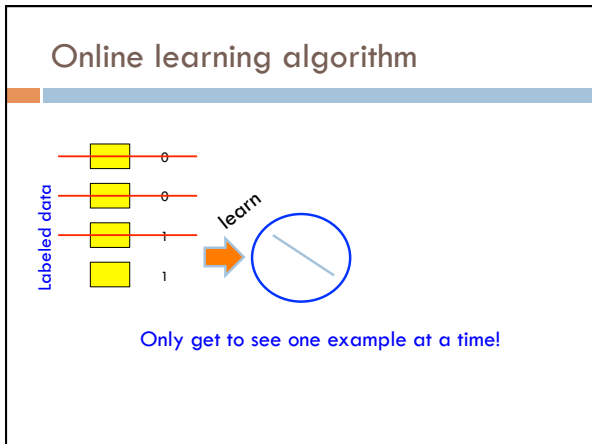 Online learning algorithm
Labeled data
0
0
1
1
learn
Only get to see one example at a time!